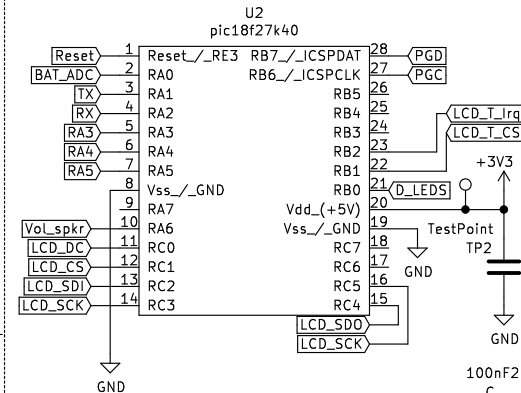 U2
pic18f27k40
Reset 1 Reset_/_RE3 RB7_/_ICSPDAT 28 PGD
BAT_ADC 2 RA0 RB6_/_ICSPCLK 27 PGC
TX 3 RA1 RB5 26
RX 4 RA2 RB4 25 LCD_T_Irq
RA3 5 RA3 RB3 24 LCD_T_CS
RA4 6 RA4 RB2 23
RA5 7 RA5 RB1 22 +3V3
8 Vss_/_GND RB0 21 D_LEDS
9 RA7 Vdd_(+5V) 20
Vol_spkr 10 RA6 Vss_/_GND 19 TestPoint
LCD_DC 11 RC0 RC7 18 TP2
LCD_CS 12 RC1 RC6 17 GND
LCD_SDI 13 RC2 RC5 16
LCD_SCK 14 RC3 RC4 15
LCD_SDO
LCD_SCK GND
GND 100nF2
C